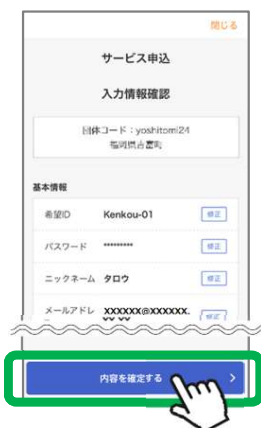 閉じる
サービス申込
入力情報確認
団体コード：yoshitomi24
福岡県吉富町
基本情報
希望ID Kenkou-01 修正
パスワード ******** 修正
ニックネーム タロウ 修正
メールアドレ XXXXXX@XXXXXX. 修正
内容を確定する